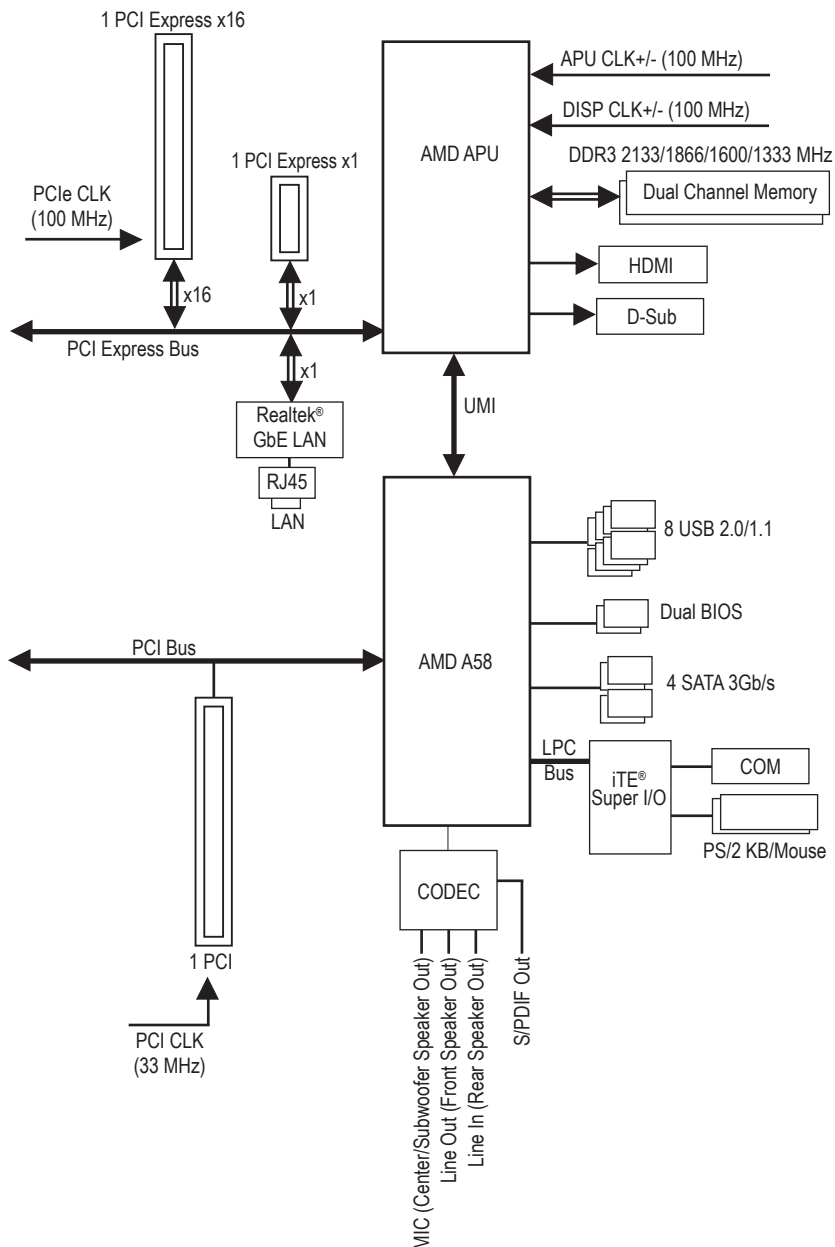 1 PCI Express x16
APU CLK+/- (100 MHz)
DISP CLK+/- (100 MHz)
AMD APU
DDR3 2133/1866/1600/1333 MHz
1 PCI Express x1
Dual Channel Memory
PCIe CLK
(100 MHz)
HDMI
x16
x1
D-Sub
PCI Express Bus
x1
UMI
Realtek®
GbE LAN
RJ45
LAN
8 USB 2.0/1.1
Dual BIOS
PCI Bus
AMD A58
4 SATA 3Gb/s
LPC
Bus
iTE®
Super I/O
COM
PS/2 KB/Mouse
CODEC
1 PCI
PCI CLK
(33 MHz)
MIC (Center/Subwoofer Speaker Out)
Line Out (Front Speaker Out)
Line In (Rear Speaker Out)
S/PDIF Out